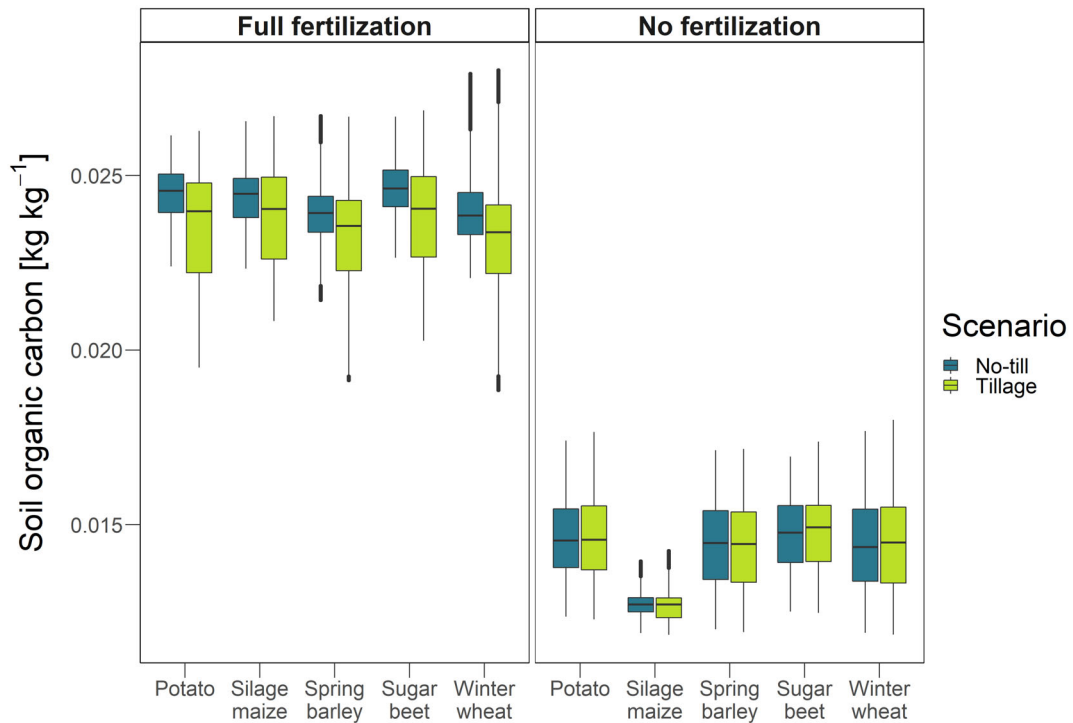 Full fertilization
No fertilization
Soil organic carbon [kg kg⁻¹]
0.025
0.020
0.015
Potato
Silage
maize
Spring
barley
Sugar
beet
Winter
wheat
Potato
Silage
maize
Spring
barley
Sugar
beet
Winter
wheat
Scenario
No-till
Tillage